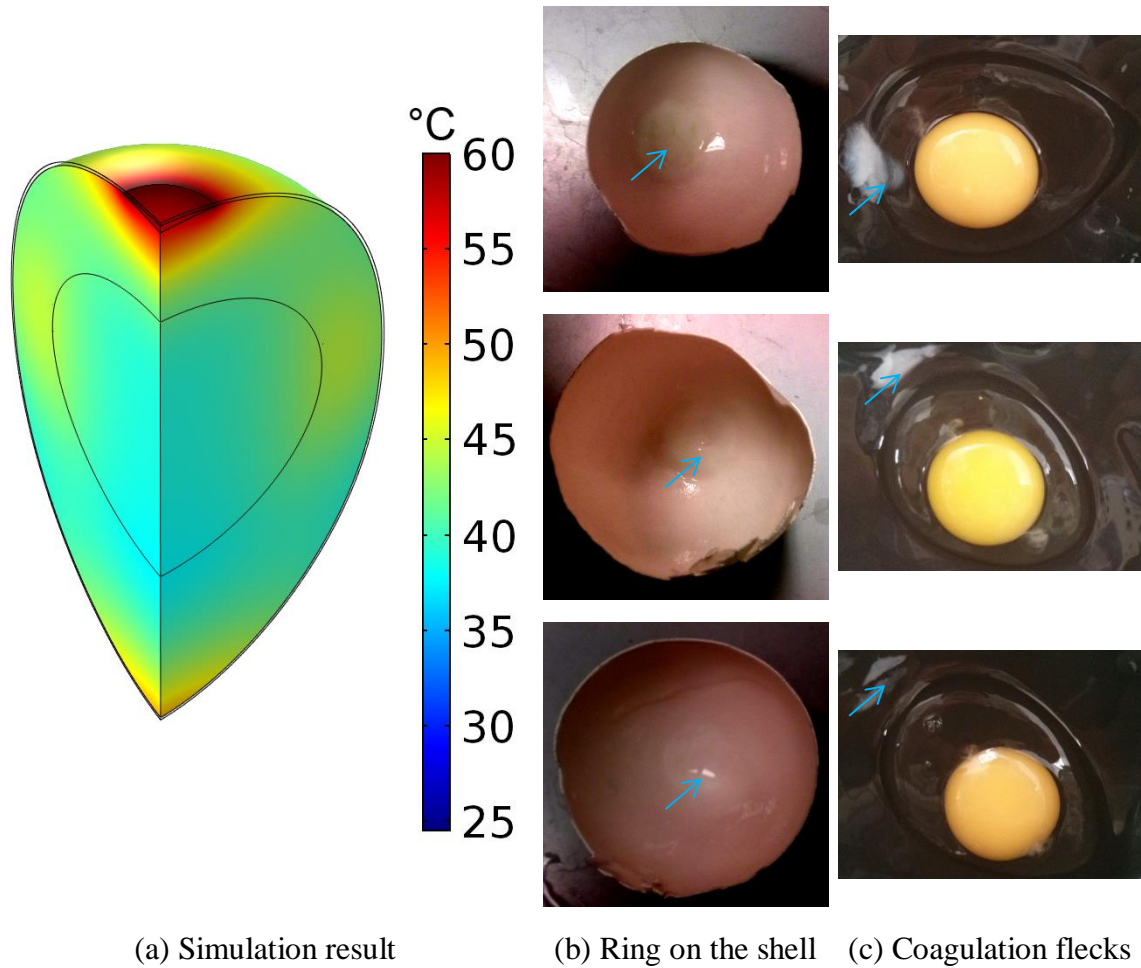 °C
60
55
50
45
40
35
30
25
(a) Simulation result
(b) Ring on the shell
(c) Coagulation flecks